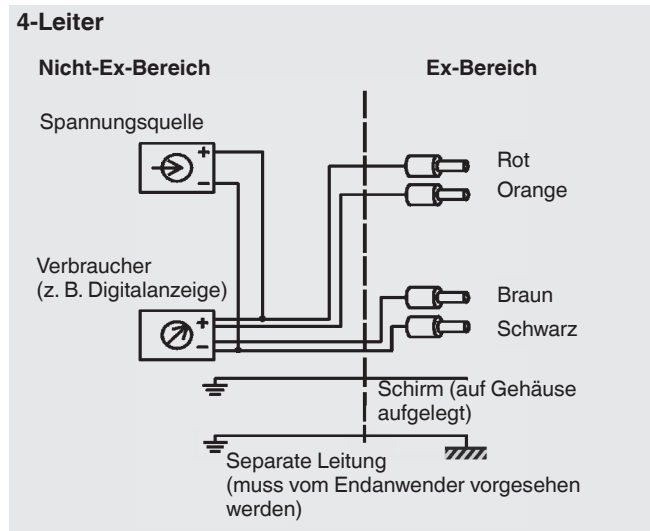 4-Leiter
Nicht-Ex-Bereich
Ex-Bereich
Spannungsquelle
+
−
Rot
Orange
Verbraucher
(z. B. Digitalanzeige)
+
−
Braun
Schwarz
Schirm (auf Gehäuse
aufgelegt)
Separate Leitung
(muss vom Endanwender vorgesehen
werden)